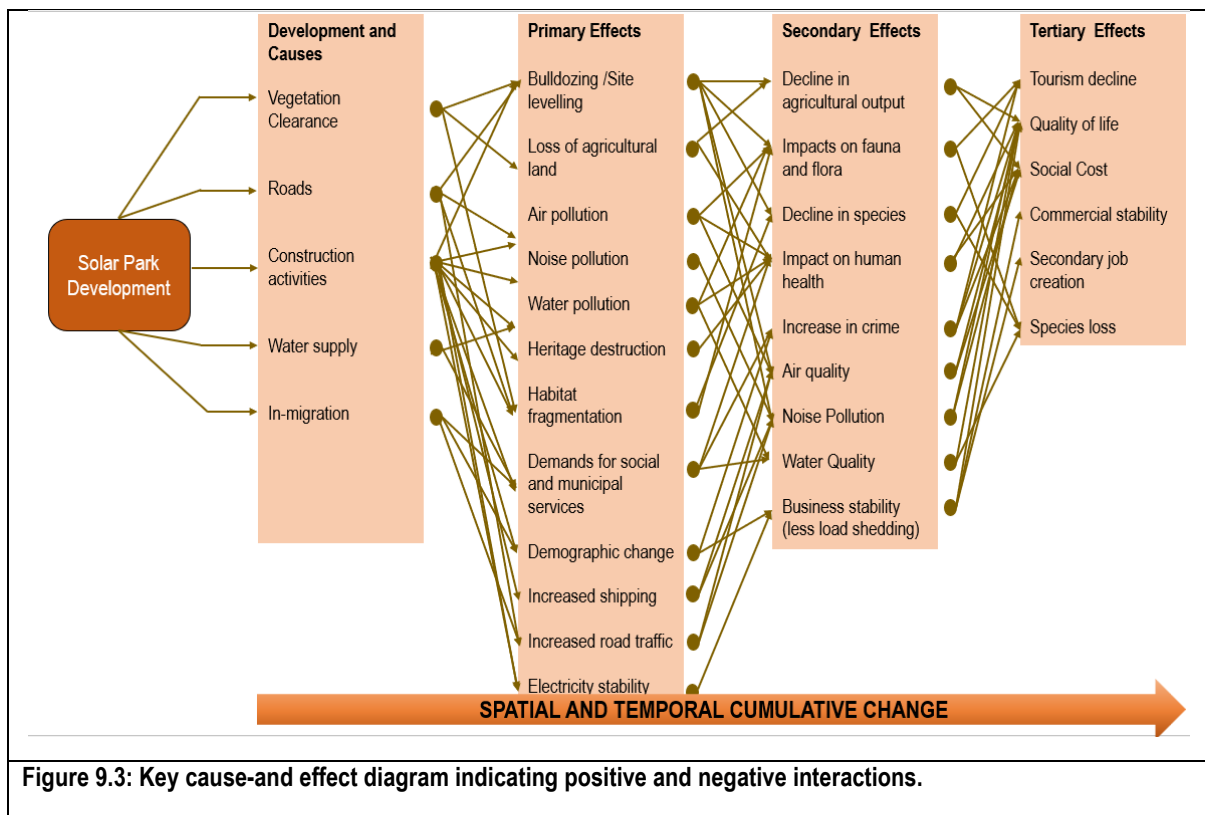 Solar Park
Development
Development and
Causes
Vegetation
Clearance
Roads
Construction
activities
Water supply
In-migration
Primary Effects
Bulldozing /Site
levelling
Loss of agricultural
land
Air pollution
Noise pollution
Water pollution
Heritage destruction
Habitat
fragmentation
Demands for social
and municipal
services
Demographic change
Increased shipping
Increased road traffic
Electricity stability
Secondary Effects
Decline in
agricultural output
Impacts on fauna
and flora
Decline in species
Impact on human
health
Increase in crime
Air quality
Noise Pollution
Water Quality
Business stability
(less load shedding)
Tertiary Effects
Tourism decline
Quality of life
Social Cost
Commercial stability
Secondary job
creation
Species loss
SPATIAL AND TEMPORAL CUMULATIVE CHANGE
Figure 9.3: Key cause-and effect diagram indicating positive and negative interactions.